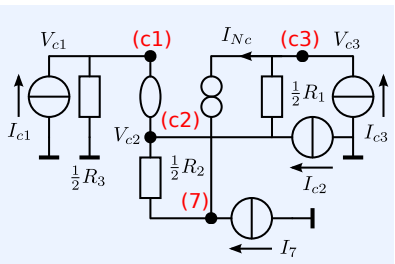 V_{c1} (c1) I_{Nc} (c3) V_{c3}
I_{c1} ½R_3 V_{c2} (c2) ½R_1 I_{c3}
½R_2 I_{c2}
(7) I_7